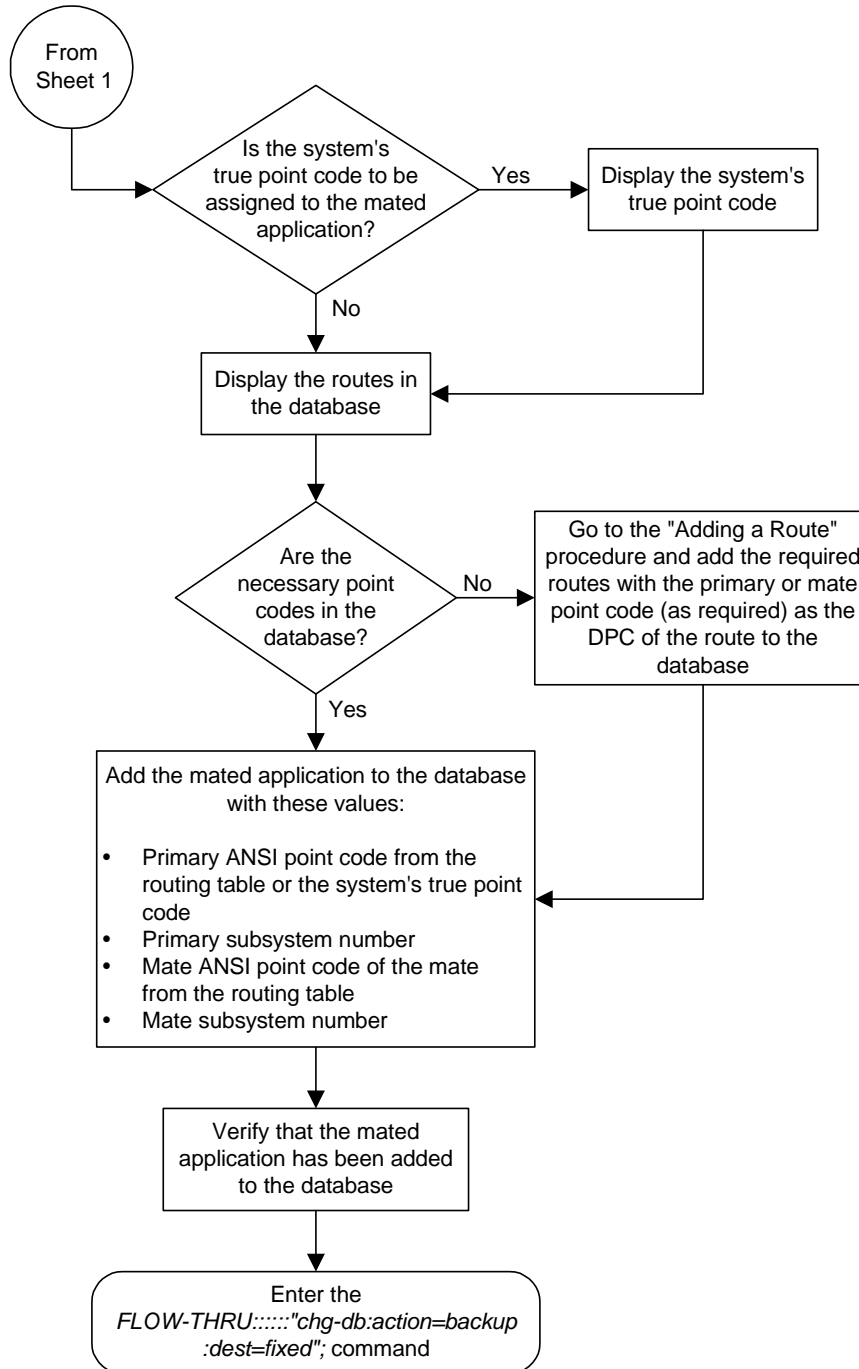 From
Sheet 1
Is the system's
true point code to be
assigned to the mated
application?
Yes
Display the system's
true point code
No
Display the routes in
the database
Are the
necessary point
codes in the
database?
No
Go to the "Adding a Route"
procedure and add the required
routes with the primary or mate
point code (as required) as the
DPC of the route to the
database
Yes
Add the mated application to the database
with these values:
• Primary ANSI point code from the
routing table or the system's true point
code
• Primary subsystem number
• Mate ANSI point code of the mate
from the routing table
• Mate subsystem number
Verify that the mated
application has been added
to the database
Enter the
FLOW-THRU::::::"chg-db:action=backup
:dest=fixed"; command